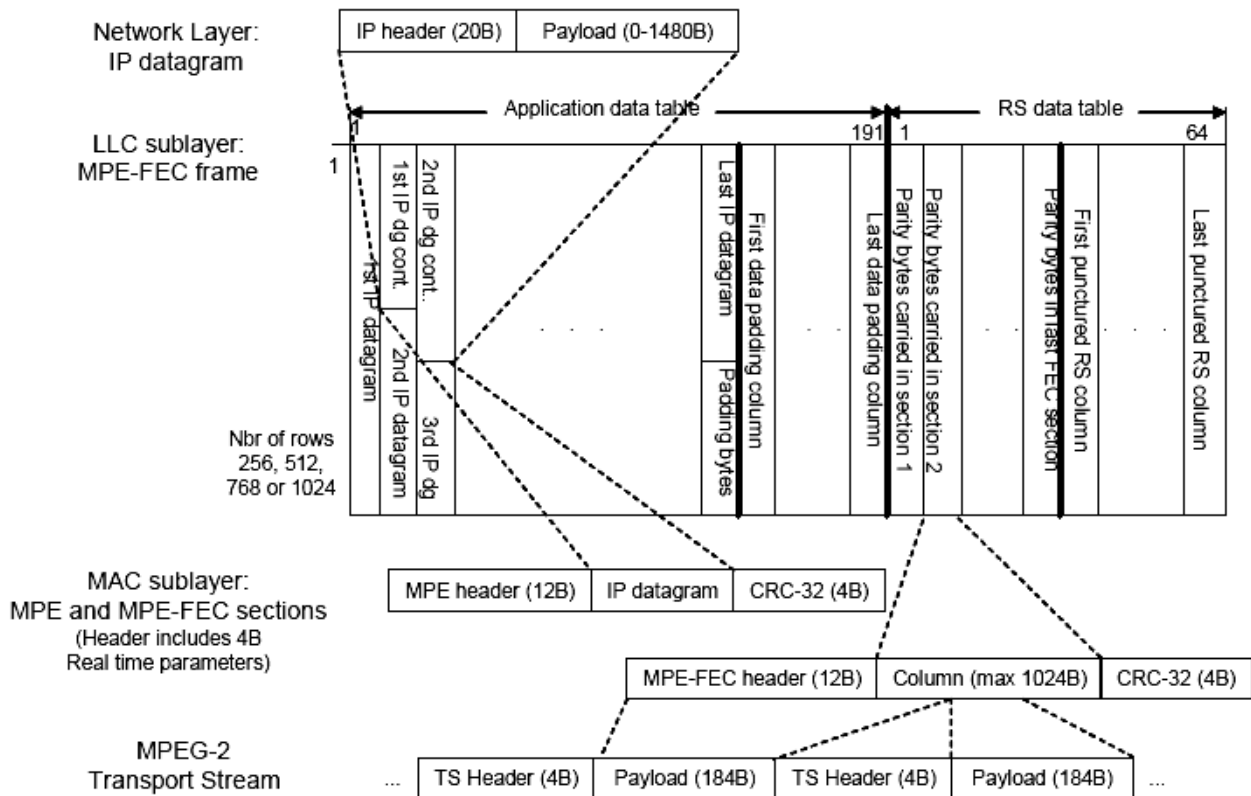 Network Layer:
IP datagram
IP header (20B)
Payload (0-1480B)
Application data table
RS data table
LLC sublayer:
MPE-FEC frame
1
1
191
1
64
1st IP datagram
1st IP dg cont.
2nd IP datagram
2nd IP dg cont..
3rd IP dg
. . . .
Last IP datagram
Padding bytes
First data padding column
. .
Last data padding column
Parity bytes carried in section 1
Parity bytes carried in section 2
. .
Parity bytes in last FEC section
First punctured RS column
. .
Last punctured RS column
Nbr of rows
256, 512,
768 or 1024
MAC sublayer:
MPE and MPE-FEC sections
(Header includes 4B
Real time parameters)
MPE header (12B)
IP datagram
CRC-32 (4B)
MPE-FEC header (12B)
Column (max 1024B)
CRC-32 (4B)
MPEG-2
Transport Stream
...
TS Header (4B)
Payload (184B)
TS Header (4B)
Payload (184B)
...